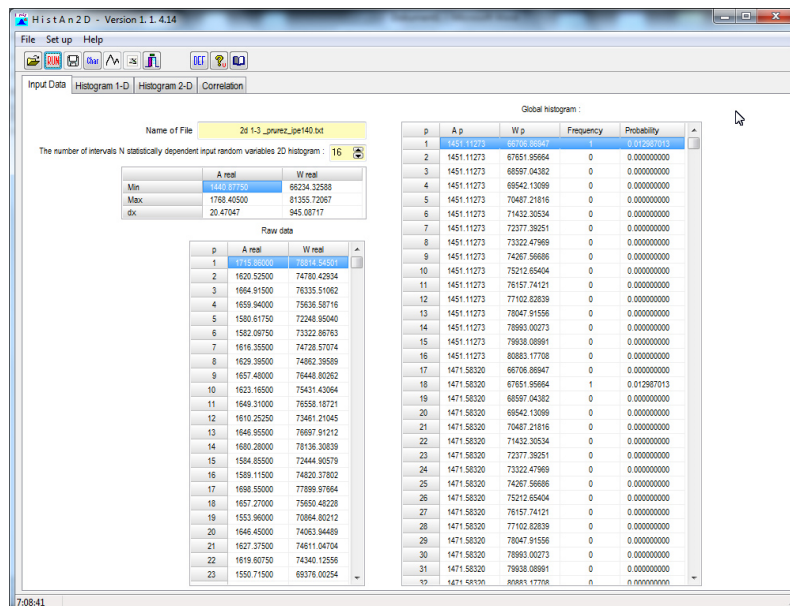 HistAn2D - Version 1. 1. 4.14
File Set up Help
RUN Char DEF
Input Data Histogram 1-D Histogram 2-D Correlation
Global histogram :
Name of File 2d 1-3 _prurez_ipe140.txt
The number of intervals N statistically dependent input random variables 2D histogram : 16
A real W real
Min 1440.87750 66234.32588
Max 1768.40500 81355.72067
dx 20.47047 945.08717
Raw data
p A real W real
1 1715.86000 78814.54501
2 1620.52500 74780.42934
3 1664.91500 76335.51062
4 1659.94000 75636.58716
5 1580.61750 72248.95040
6 1582.09750 73322.86763
7 1616.35500 74728.57074
8 1629.39500 74862.39589
9 1657.48000 76448.80262
10 1623.16500 75431.43064
11 1649.31000 76558.18721
12 1610.25250 73461.21045
13 1646.95500 76697.91212
14 1680.28000 78136.30839
15 1584.85500 72444.90579
16 1589.11500 74820.37802
17 1698.55000 77899.97664
18 1657.27000 75650.48228
19 1553.96000 70864.80212
20 1646.45000 74063.94489
21 1627.37500 74611.04704
22 1619.60750 74340.12556
23 1550.71500 69376.00254
p A p W p Frequency Probability
1 1451.11273 66706.86947 1 0.012987013
2 1451.11273 67651.95664 0 0.000000000
3 1451.11273 68597.04382 0 0.000000000
4 1451.11273 69542.13099 0 0.000000000
5 1451.11273 70487.21816 0 0.000000000
6 1451.11273 71432.30534 0 0.000000000
7 1451.11273 72377.39251 0 0.000000000
8 1451.11273 73322.47969 0 0.000000000
9 1451.11273 74267.56686 0 0.000000000
10 1451.11273 75212.65404 0 0.000000000
11 1451.11273 76157.74121 0 0.000000000
12 1451.11273 77102.82839 0 0.000000000
13 1451.11273 78047.91556 0 0.000000000
14 1451.11273 78993.00273 0 0.000000000
15 1451.11273 79938.08991 0 0.000000000
16 1451.11273 80883.17708 0 0.000000000
17 1471.58320 66706.86947 0 0.000000000
18 1471.58320 67651.95664 1 0.012987013
19 1471.58320 68597.04382 0 0.000000000
20 1471.58320 69542.13099 0 0.000000000
21 1471.58320 70487.21816 0 0.000000000
22 1471.58320 71432.30534 0 0.000000000
23 1471.58320 72377.39251 0 0.000000000
24 1471.58320 73322.47969 0 0.000000000
25 1471.58320 74267.56686 0 0.000000000
26 1471.58320 75212.65404 0 0.000000000
27 1471.58320 76157.74121 0 0.000000000
28 1471.58320 77102.82839 0 0.000000000
29 1471.58320 78047.91556 0 0.000000000
30 1471.58320 78993.00273 0 0.000000000
31 1471.58320 79938.08991 0 0.000000000
32 1471.58320 80883.17708 0 0.000000000
7:08:41